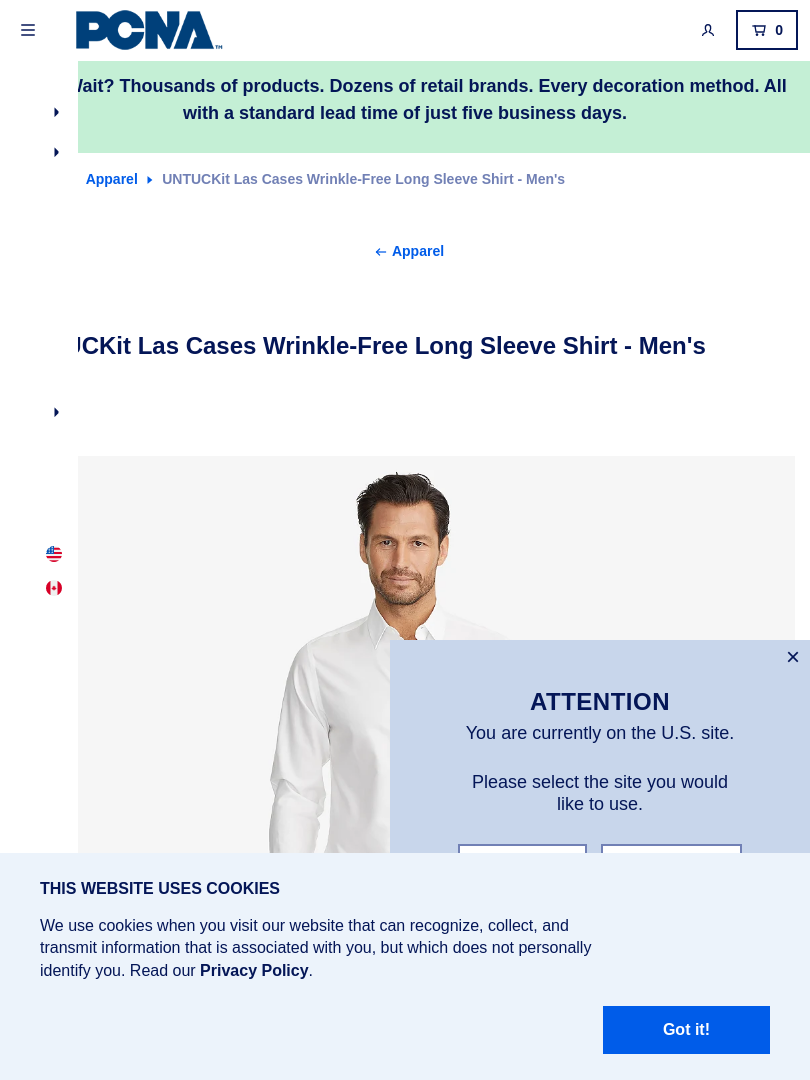 PCNA™
0
Wait? Thousands of products. Dozens of retail brands. Every decoration method. All
with a standard lead time of just five business days.
Apparel UNTUCKit Las Cases Wrinkle-Free Long Sleeve Shirt - Men's
← Apparel
UCKit Las Cases Wrinkle-Free Long Sleeve Shirt - Men's
ATTENTION
You are currently on the U.S. site.
Please select the site you would
like to use.
THIS WEBSITE USES COOKIES
We use cookies when you visit our website that can recognize, collect, and
transmit information that is associated with you, but which does not personally
identify you. Read our Privacy Policy.
Got it!